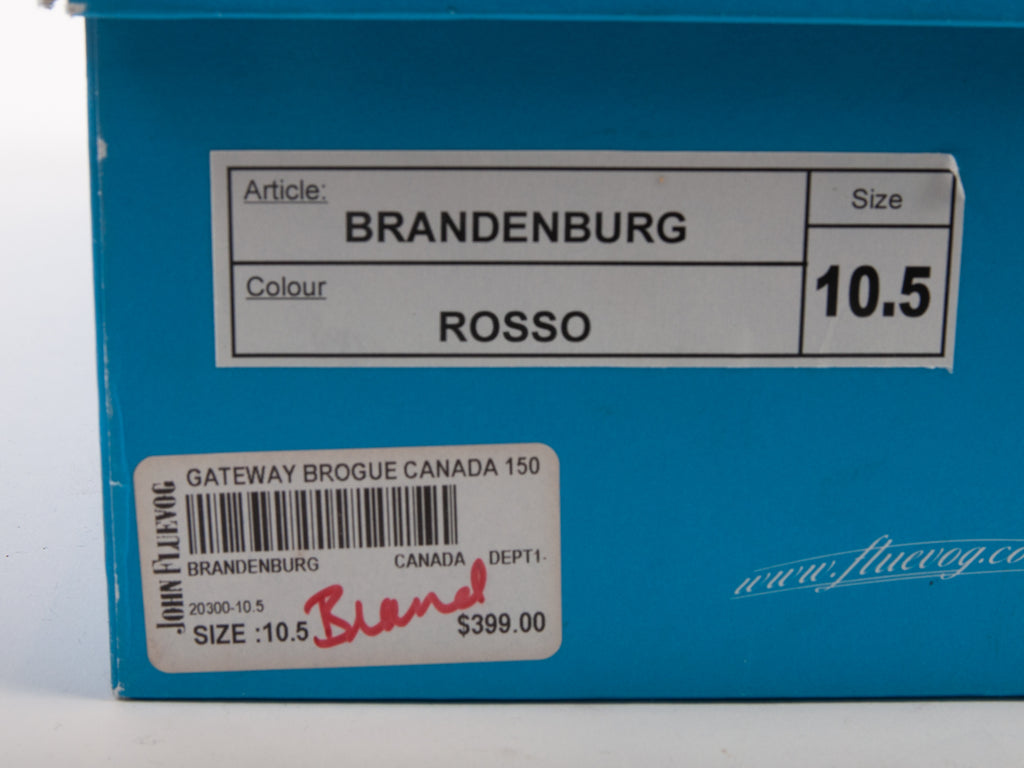 Article:
BRANDENBURG
Size
Colour
ROSSO
10.5
JOHN FLUEVOG
GATEWAY BROGUE CANADA 150
BRANDENBURG CANADA DEPT1-
20300-10.5
SIZE :10.5
Brand
$399.00
www.fluevog.co